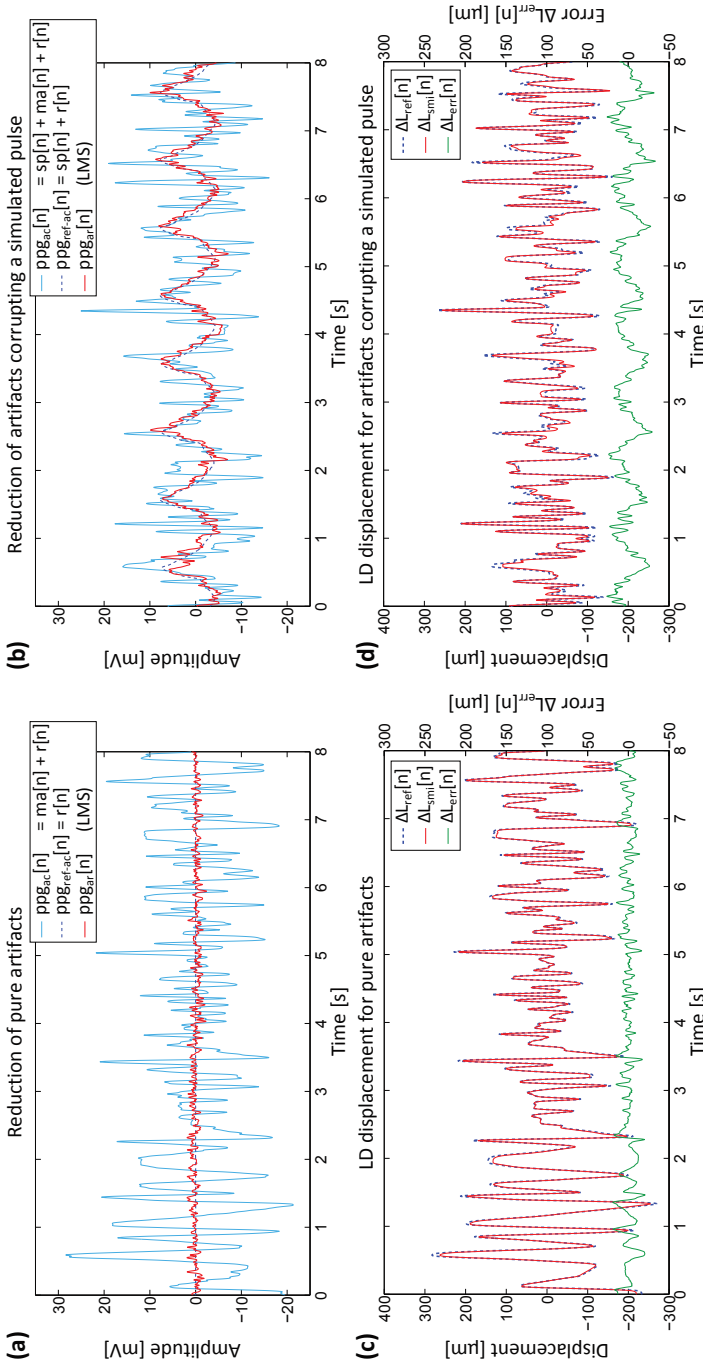 (a)
Reduction of pure artifacts
ppg_ac[n] = ma[n] + r[n]
ppg_ref-ac[n] = r[n]
ppg_ar[n] (LMS)
Amplitude [mV]
30
20
10
0
-10
-20
0 1 2 3 4 5 6 7 8
Time [s]
(b)
Reduction of artifacts corrupting a simulated pulse
ppg_ac[n] = sp[n] + ma[n] + r[n]
ppg_ref-ac[n] = sp[n] + r[n]
ppg_ar[n] (LMS)
Amplitude [mV]
30
20
10
0
-10
-20
0 1 2 3 4 5 6 7 8
Time [s]
(c)
LD displacement for pure artifacts
ΔL_ref[n]
ΔL_smi[n]
ΔL_err[n]
Displacement [µm]
400
300
200
100
0
-100
-200
-300
Error ΔL_err[n] [µm]
300
250
200
150
100
50
0
-50
0 1 2 3 4 5 6 7 8
Time [s]
(d)
LD displacement for artifacts corrupting a simulated pulse
ΔL_ref[n]
ΔL_smi[n]
ΔL_err[n]
Displacement [µm]
400
300
200
100
0
-100
-200
-300
Error ΔL_err[n] [µm]
300
250
200
150
100
50
0
-50
0 1 2 3 4 5 6 7 8
Time [s]